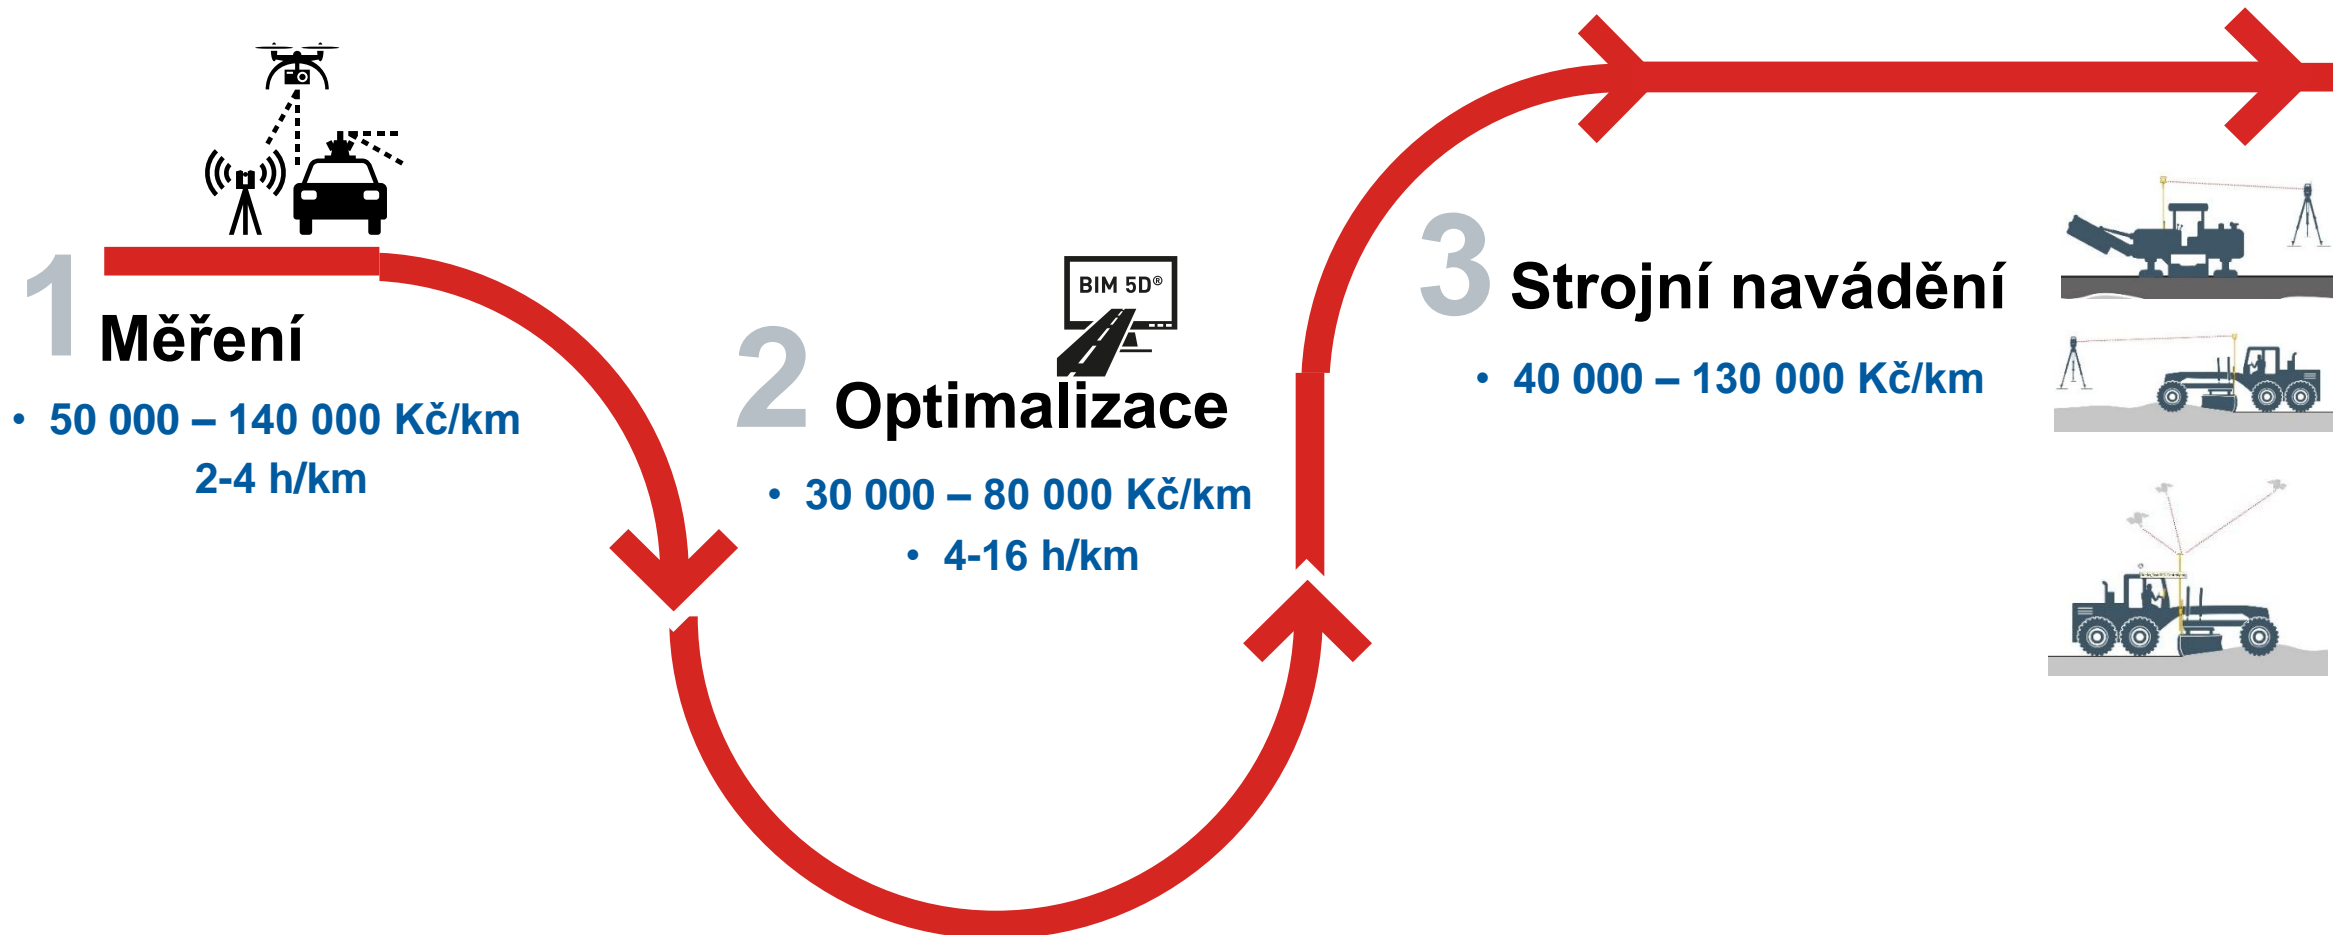 1
Měření
• 50 000 – 140 000 Kč/km
2-4 h/km
BIM 5D®
2
Optimalizace
• 30 000 – 80 000 Kč/km
• 4-16 h/km
3
Strojní navádění
• 40 000 – 130 000 Kč/km